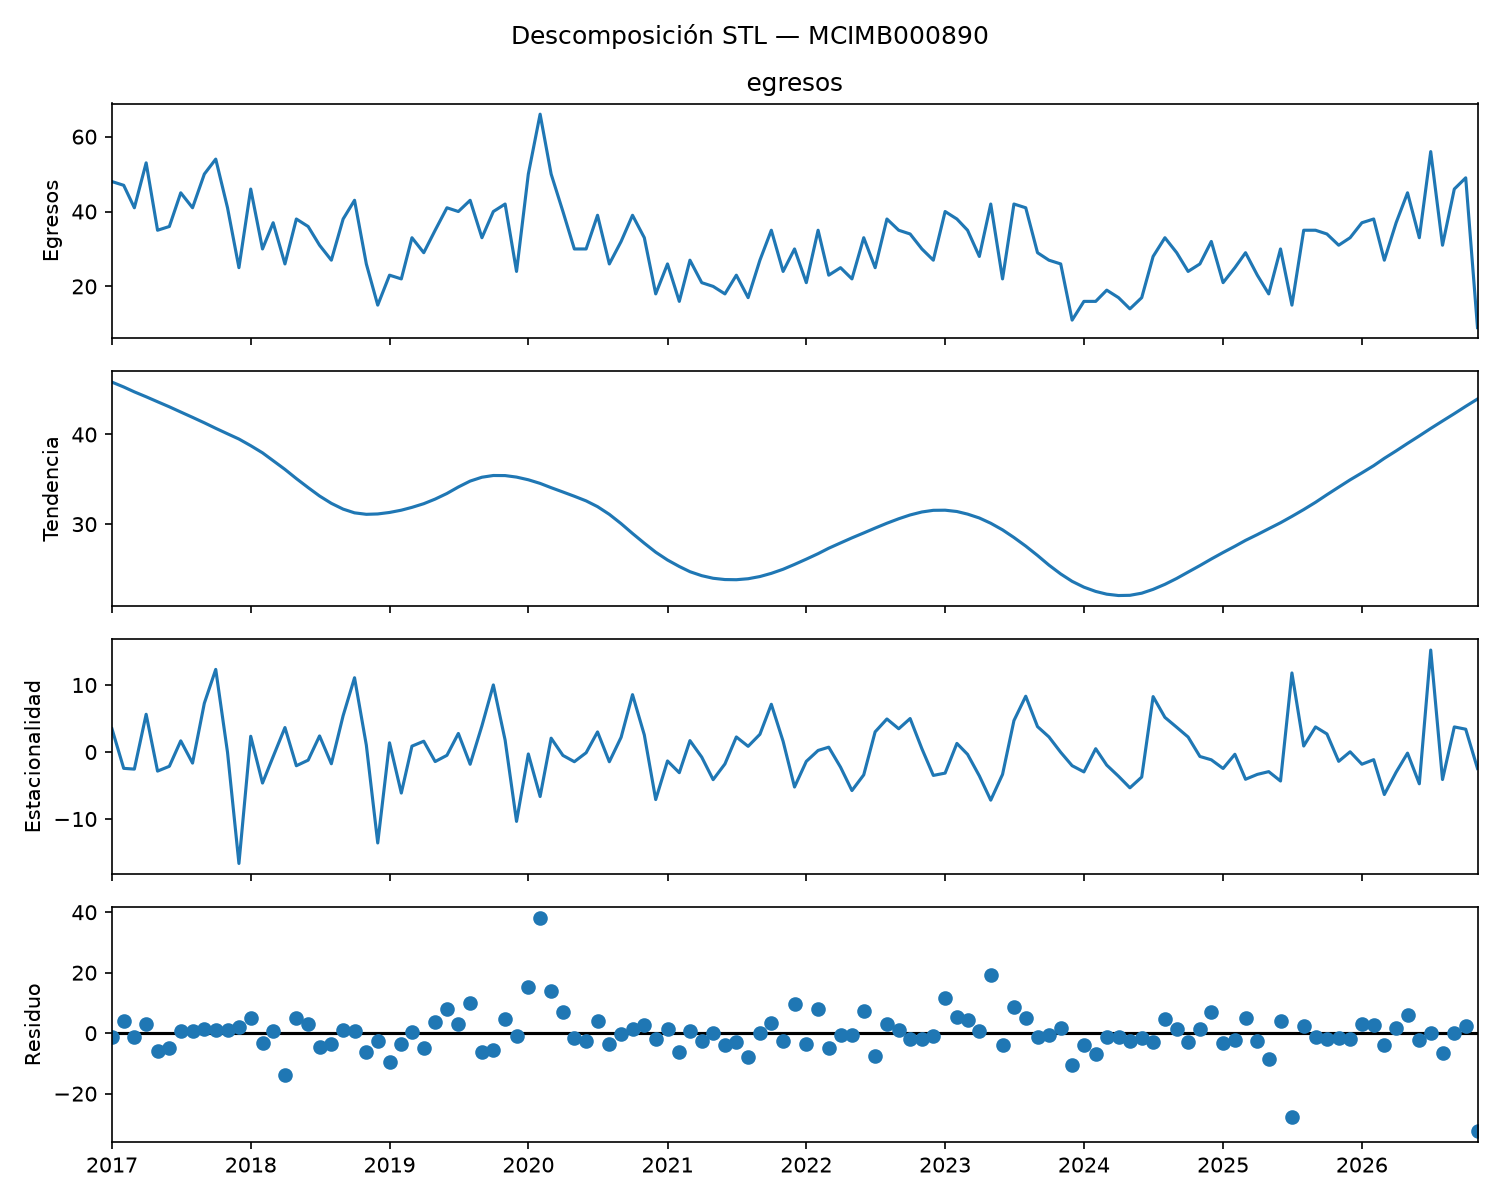 Descomposición STL — MCIMB000890
egresos
Egresos
60
40
20
Tendencia
40
30
Estacionalidad
10
0
−10
Residuo
40
20
0
−20
2017 2018 2019 2020 2021 2022 2023 2024 2025 2026